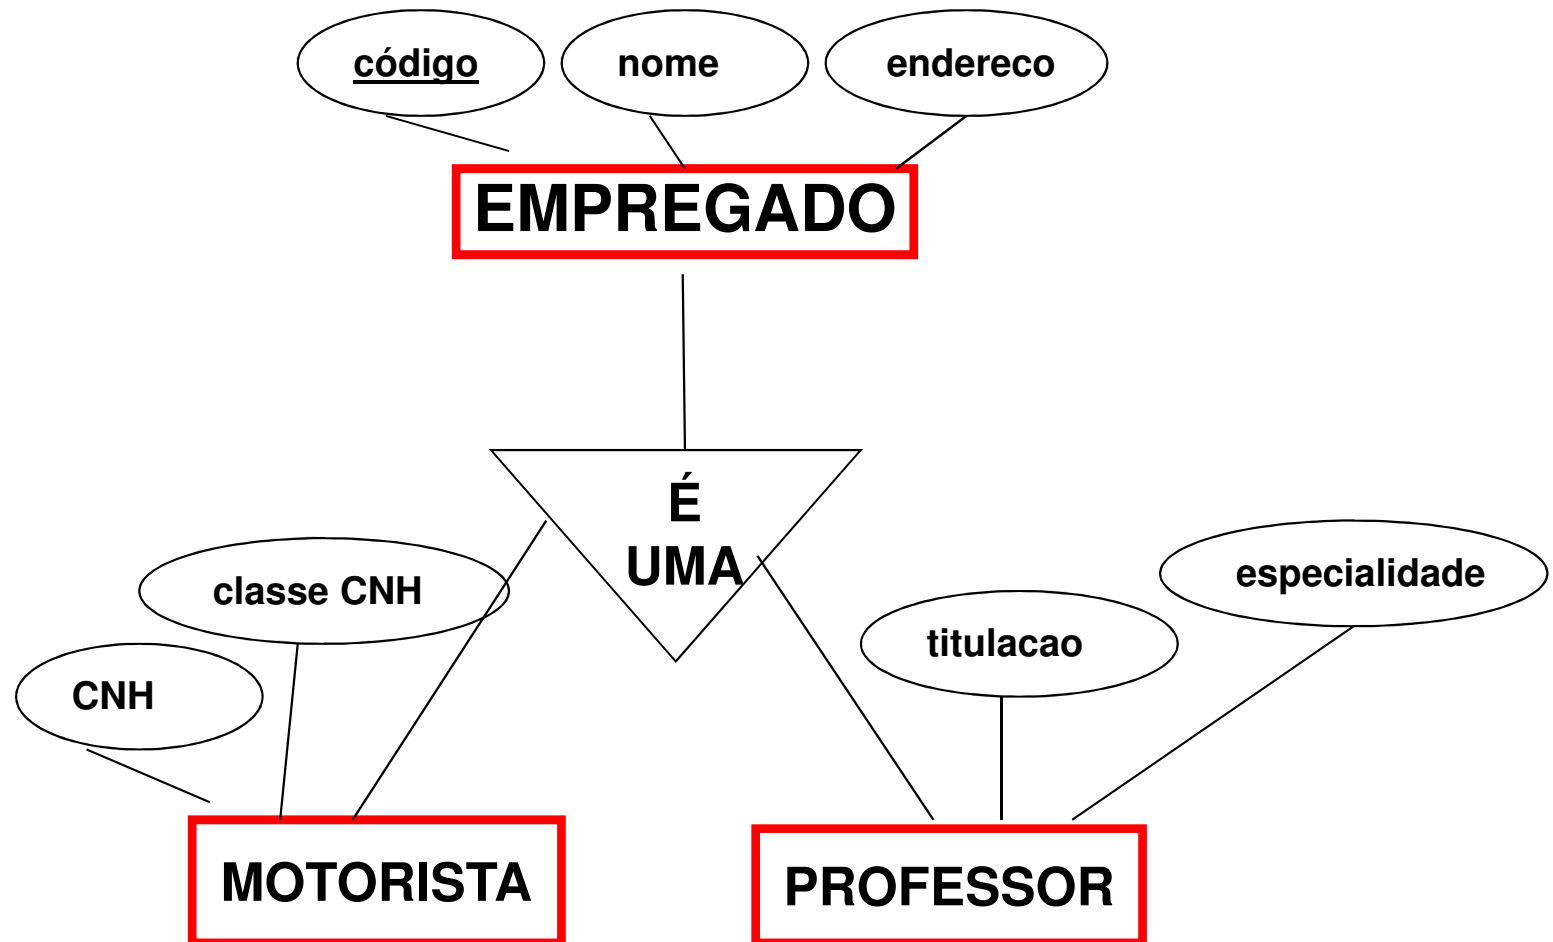 código
nome
endereco
EMPREGADO
É
UMA
classe CNH
especialidade
titulacao
CNH
MOTORISTA
PROFESSOR